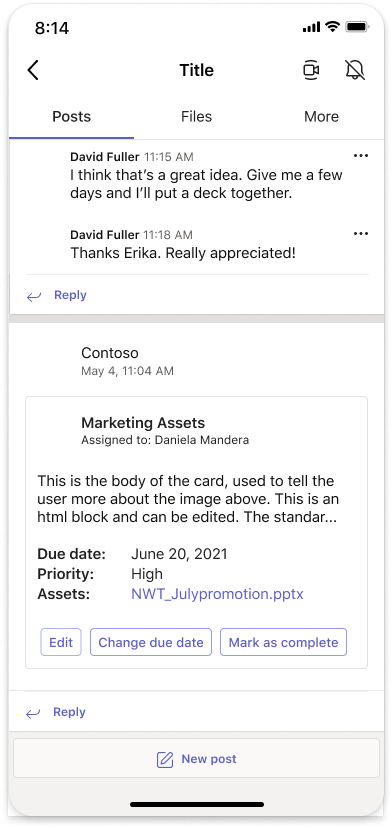 8:14
Title
Posts Files More
David Fuller 11:15 AM
I think that's a great idea. Give me a few
days and I'll put a deck together.
David Fuller 11:18 AM
Thanks Erika. Really appreciated!
Reply
Contoso
May 4, 11:04 AM
Marketing Assets
Assigned to: Daniela Mandera
This is the body of the card, used to tell the
user more about the image above. This is an
html block and can be edited. The standar...
Due date: June 20, 2021
Priority: High
Assets: NWT_Julypromotion.pptx
Edit Change due date Mark as complete
Reply
New post